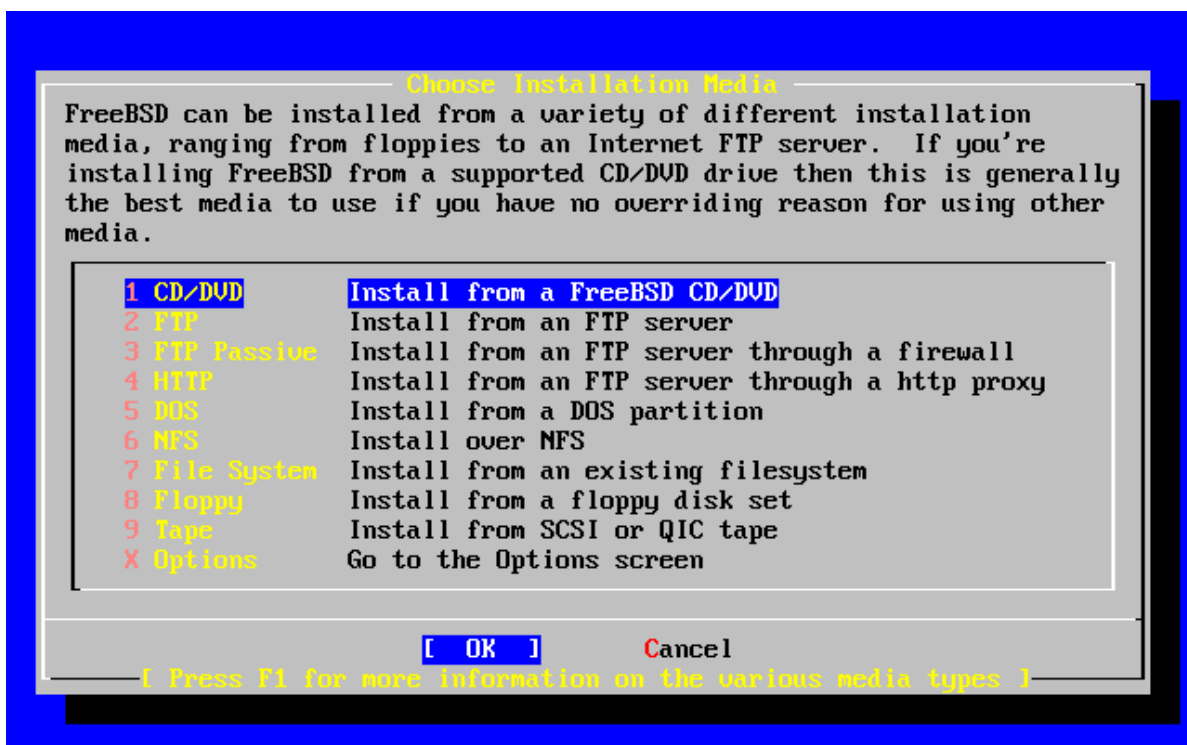 Choose Installation Media
FreeBSD can be installed from a variety of different installation
media, ranging from floppies to an Internet FTP server.  If you're
installing FreeBSD from a supported CD/DVD drive then this is generally
the best media to use if you have no overriding reason for using other
media.
1 CD/DVD Install from a FreeBSD CD/DVD
2 FTP Install from an FTP server
3 FTP Passive Install from an FTP server through a firewall
4 HTTP Install from an FTP server through a http proxy
5 DOS Install from a DOS partition
6 NFS Install over NFS
7 File System Install from an existing filesystem
8 Floppy Install from a floppy disk set
9 Tape Install from SCSI or QIC tape
X Options Go to the Options screen
[ OK ] Cancel
[ Press F1 for more information on the various media types ]